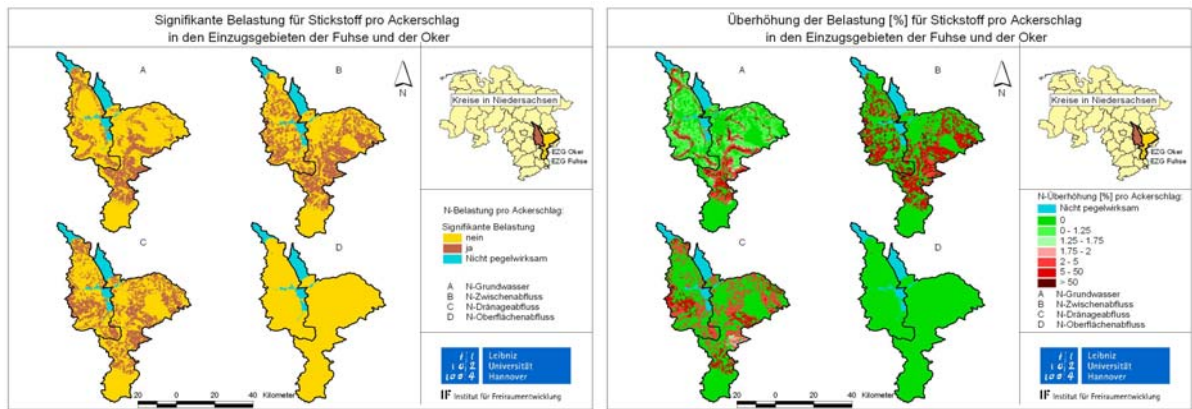 Signifikante Belastung für Stickstoff pro Ackerschlag
in den Einzugsgebieten der Fuhse und der Oker
A
B
N
Kreise in Niedersachsen
EZG Oker
EZG Fuhse
N-Belastung pro Ackerschlag:
Signifikante Belastung
nein
ja
Nicht pegelwirksam
A N-Grundwasser
B N-Zwischenabfluss
C N-Dränageabfluss
D N-Oberflächenabfluss
C
D
20 0 20 40 Kilometer
Leibniz
Universität
Hannover
IF Institut für Freiraumentwicklung
Überhöhung der Belastung [%] für Stickstoff pro Ackerschlag
in den Einzugsgebieten der Fuhse und der Oker
A
B
N
Kreise in Niedersachsen
EZG Oker
EZG Fuhse
N-Überhöhung [%] pro Ackerschlag
Nicht pegelwirksam
0
0 - 1.25
1.25 - 1.75
1.75 - 2
2 - 5
5 - 50
> 50
A N-Grundwasser
B N-Zwischenabfluss
C N-Dränageabfluss
D N-Oberflächenabfluss
C
D
20 0 20 40 Kilometer
Leibniz
Universität
Hannover
IF Institut für Freiraumentwicklung